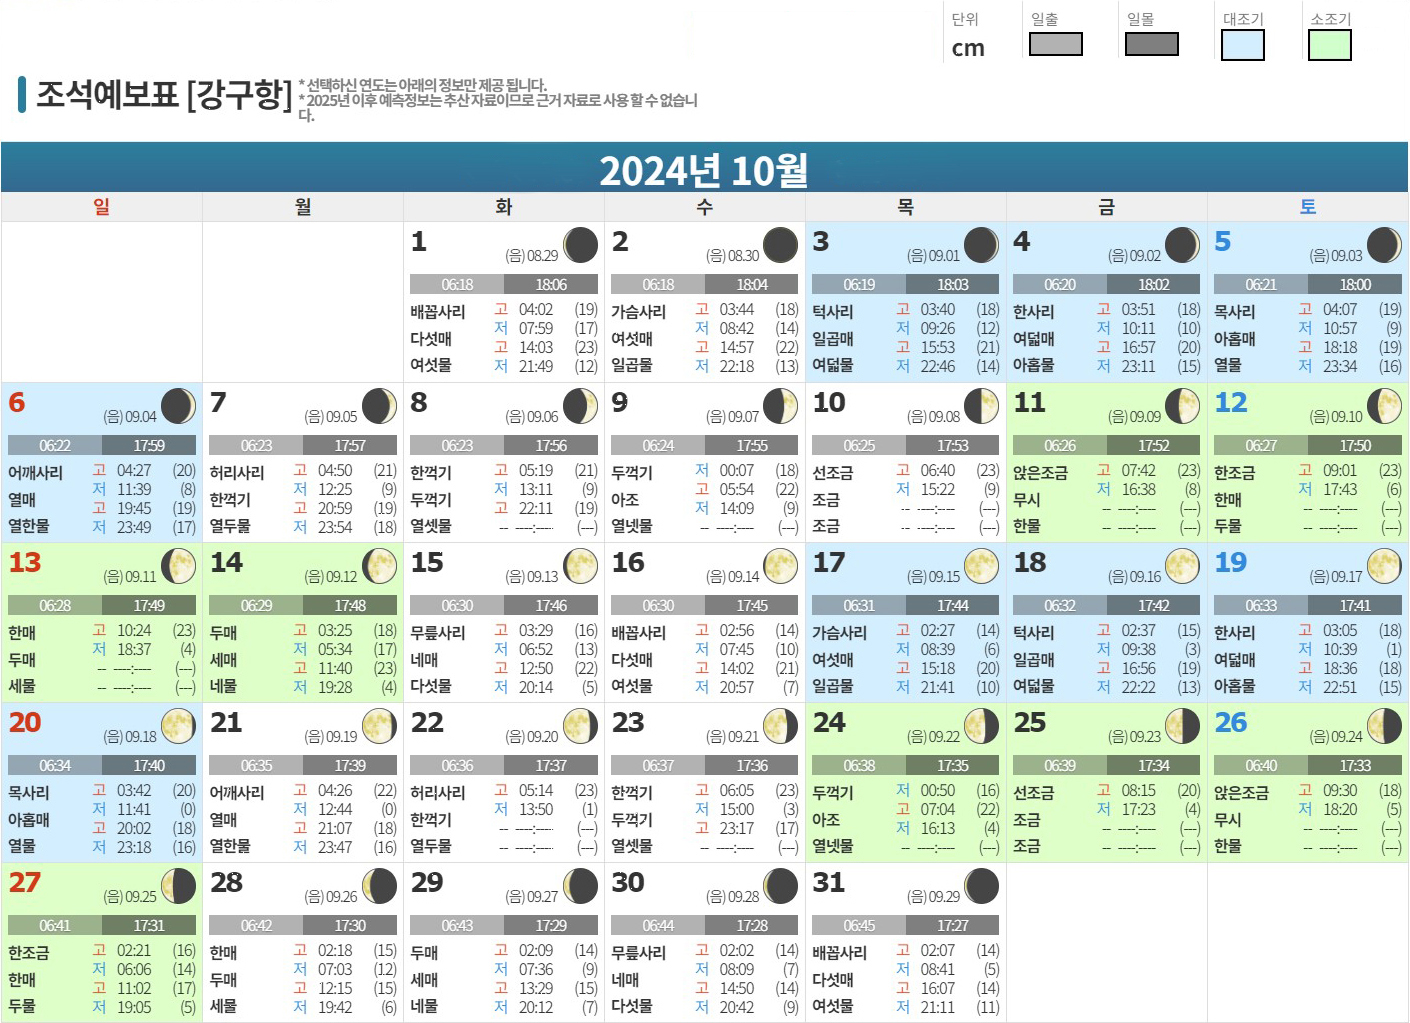 단위 일출 일몰 대조기 소조기
cm
조석예보표 [강구항]
* 선택하신 연도는 아래의 정보만 제공 됩니다.
* 2025년 이후 예측정보는 추산 자료이므로 근거 자료로 사용 할 수 없습니
다.
2024년 10월
일 월 화 수 목 금 토
1 (음) 08.29
06:18 18:06
배꼽사리 고 04:02 (19)
저 07:59 (17)
다섯매 고 14:03 (23)
여섯물 저 21:49 (12)
2 (음) 08.30
06:18 18:04
가슴사리 고 03:44 (18)
저 08:42 (14)
여섯매 고 14:57 (22)
일곱물 저 22:18 (13)
3 (음) 09.01
06:19 18:03
턱사리 고 03:40 (18)
저 09:26 (12)
일곱매 고 15:53 (21)
여덟물 저 22:46 (14)
4 (음) 09.02
06:20 18:02
한사리 고 03:51 (18)
저 10:11 (10)
여덟매 고 16:57 (20)
아홉물 저 23:11 (15)
5 (음) 09.03
06:21 18:00
목사리 고 04:07 (19)
저 10:57 (9)
아홉매 고 18:18 (19)
열물 저 23:34 (16)
6 (음) 09.04
06:22 17:59
어깨사리 고 04:27 (20)
저 11:39 (8)
열매 고 19:45 (19)
열한물 저 23:49 (17)
7 (음) 09.05
06:23 17:57
허리사리 고 04:50 (21)
저 12:25 (9)
한꺽기 고 20:59 (19)
열두물 저 23:54 (18)
8 (음) 09.06
06:23 17:56
한꺽기 고 05:19 (21)
저 13:11 (9)
두꺽기 고 22:11 (19)
열셋물 -- ----:---- (---)
9 (음) 09.07
06:24 17:55
두꺽기 저 00:07 (18)
고 05:54 (22)
아조 저 14:09 (9)
열넷물 -- ----:---- (---)
10 (음) 09.08
06:25 17:53
선조금 고 06:40 (23)
저 15:22 (9)
조금 -- ----:---- (---)
조금 -- ----:---- (---)
11 (음) 09.09
06:26 17:52
앉은조금 고 07:42 (23)
저 16:38 (8)
무시 -- ----:---- (---)
한물 -- ----:---- (---)
12 (음) 09.10
06:27 17:50
한조금 고 09:01 (23)
저 17:43 (6)
한매 -- ----:---- (---)
두물 -- ----:---- (---)
13 (음) 09.11
06:28 17:49
한매 고 10:24 (23)
저 18:37 (4)
두매 -- ----:---- (---)
세물 -- ----:---- (---)
14 (음) 09.12
06:29 17:48
두매 고 03:25 (18)
저 05:34 (17)
세매 고 11:40 (23)
네물 저 19:28 (4)
15 (음) 09.13
06:30 17:46
무릎사리 고 03:29 (16)
저 06:52 (13)
네매 고 12:50 (22)
다섯물 저 20:14 (5)
16 (음) 09.14
06:30 17:45
배꼽사리 고 02:56 (14)
저 07:45 (10)
다섯매 고 14:02 (21)
여섯물 저 20:57 (7)
17 (음) 09.15
06:31 17:44
가슴사리 고 02:27 (14)
저 08:39 (6)
여섯매 고 15:18 (20)
일곱물 저 21:41 (10)
18 (음) 09.16
06:32 17:42
턱사리 고 02:37 (15)
저 09:38 (3)
일곱매 고 16:56 (19)
여덟물 저 22:22 (13)
19 (음) 09.17
06:33 17:41
한사리 고 03:05 (18)
저 10:39 (1)
여덟매 고 18:36 (18)
아홉물 저 22:51 (15)
20 (음) 09.18
06:34 17:40
목사리 고 03:42 (20)
저 11:41 (0)
아홉매 고 20:02 (18)
열물 저 23:18 (16)
21 (음) 09.19
06:35 17:39
어깨사리 고 04:26 (22)
저 12:44 (0)
열매 고 21:07 (18)
열한물 저 23:47 (16)
22 (음) 09.20
06:36 17:37
허리사리 고 05:14 (23)
저 13:50 (1)
한꺽기 -- ----:---- (---)
열두물 -- ----:---- (---)
23 (음) 09.21
06:37 17:36
한꺽기 고 06:05 (23)
저 15:00 (3)
두꺽기 고 23:17 (17)
열셋물 -- ----:---- (---)
24 (음) 09.22
06:38 17:35
두꺽기 저 00:50 (16)
고 07:04 (22)
아조 저 16:13 (4)
열넷물 -- ----:---- (---)
25 (음) 09.23
06:39 17:34
선조금 고 08:15 (20)
저 17:23 (4)
조금 -- ----:---- (---)
조금 -- ----:---- (---)
26 (음) 09.24
06:40 17:33
앉은조금 고 09:30 (18)
저 18:20 (5)
무시 -- ----:---- (---)
한물 -- ----:---- (---)
27 (음) 09.25
06:41 17:31
한조금 고 02:21 (16)
저 06:06 (14)
한매 고 11:02 (17)
두물 저 19:05 (5)
28 (음) 09.26
06:42 17:30
한매 고 02:18 (15)
저 07:03 (12)
두매 고 12:15 (15)
세물 저 19:42 (6)
29 (음) 09.27
06:43 17:29
두매 고 02:09 (14)
저 07:36 (9)
세매 고 13:29 (15)
네물 저 20:12 (7)
30 (음) 09.28
06:44 17:28
무릎사리 고 02:02 (14)
저 08:09 (7)
네매 고 14:50 (14)
다섯물 저 20:42 (9)
31 (음) 09.29
06:45 17:27
배꼽사리 고 02:07 (14)
저 08:41 (5)
다섯매 고 16:07 (14)
여섯물 저 21:11 (11)